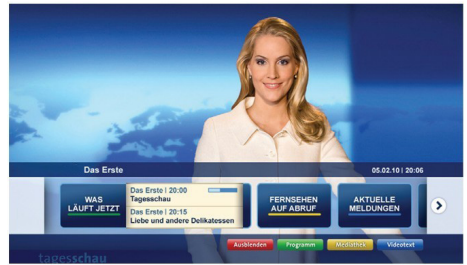 Das Erste
05.02.10 | 20:06
WAS
LÄUFT JETZT
Das Erste | 20:00
Tagesschau
Das Erste | 20:15
Liebe und andere Delikatessen
FERNSEHEN
AUF ABRUF
AKTUELLE
MELDUNGEN
Ausblenden
Programm
Mediathek
Videotext
tagesschau